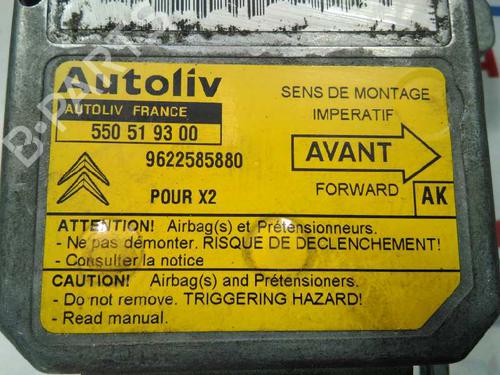 Autoliv
AUTOLIV FRANCE
550 51 93 00
9622585880
POUR X2
SENS DE MONTAGE
IMPERATIF
AVANT
FORWARD
AK
ATTENTION! Airbag(s) et Prétensionneurs.
- Ne pas démonter. RISQUE DE DECLENCHEMENT!
- Consulter la notice
CAUTION! Airbag(s) and Prétensioners.
- Do not remove. TRIGGERING HAZARD!
- Read manual.
B-PARTS